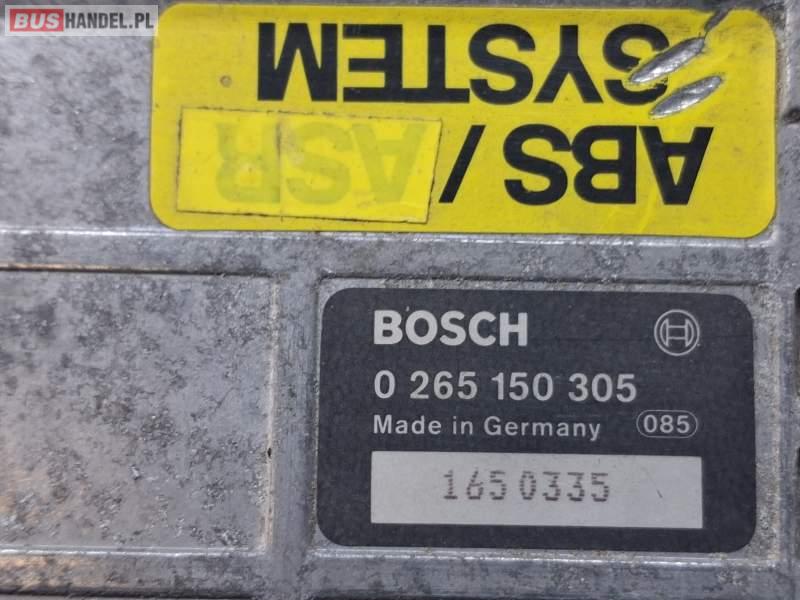 BUSHANDEL.PL
ABS/ASR
SYSTEM
BOSCH
0 265 150 305
Made in Germany 085
1650335